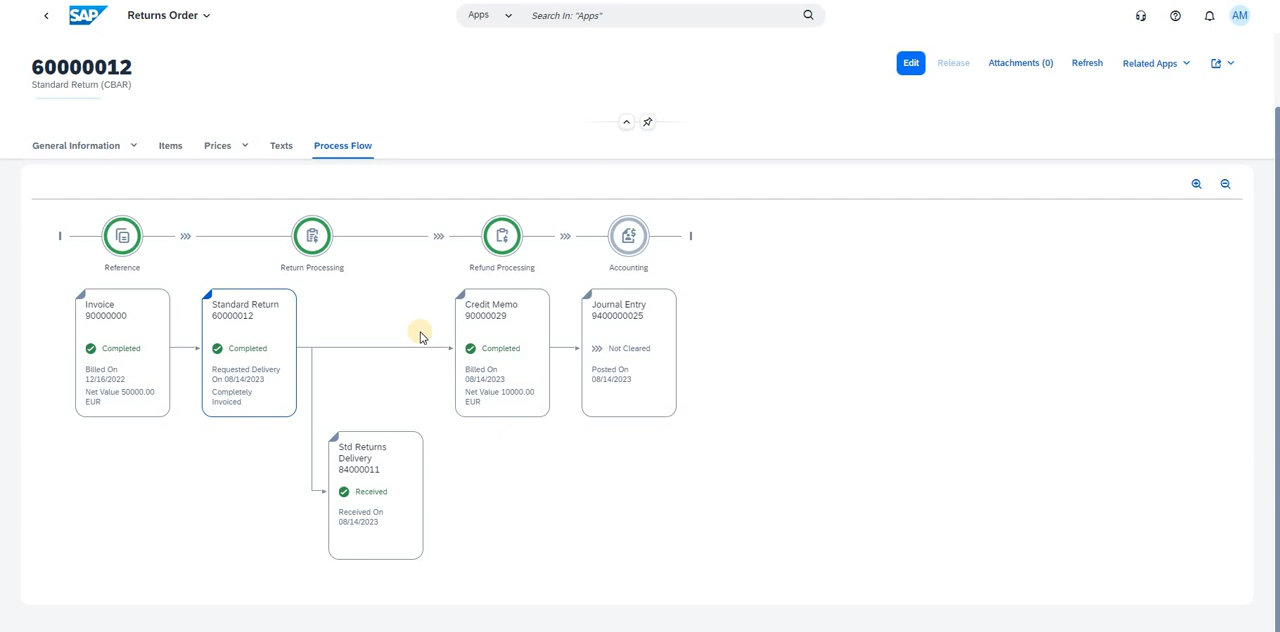 SAP Returns Order Apps Search In: "Apps" AM
60000012
Standard Return (CBAR)
Edit Release Attachments (0) Refresh Related Apps
General Information Items Prices Texts Process Flow
Reference Return Processing Refund Processing Accounting
Invoice
90000000
Completed
Billed On
12/16/2022
Net Value 50000.00
EUR
Standard Return
60000012
Completed
Requested Delivery
On 08/14/2023
Completely
Invoiced
Credit Memo
90000029
Completed
Billed On
08/14/2023
Net Value 10000.00
EUR
Journal Entry
9400000025
Not Cleared
Posted On
08/14/2023
Std Returns
Delivery
84000011
Received
Received On
08/14/2023